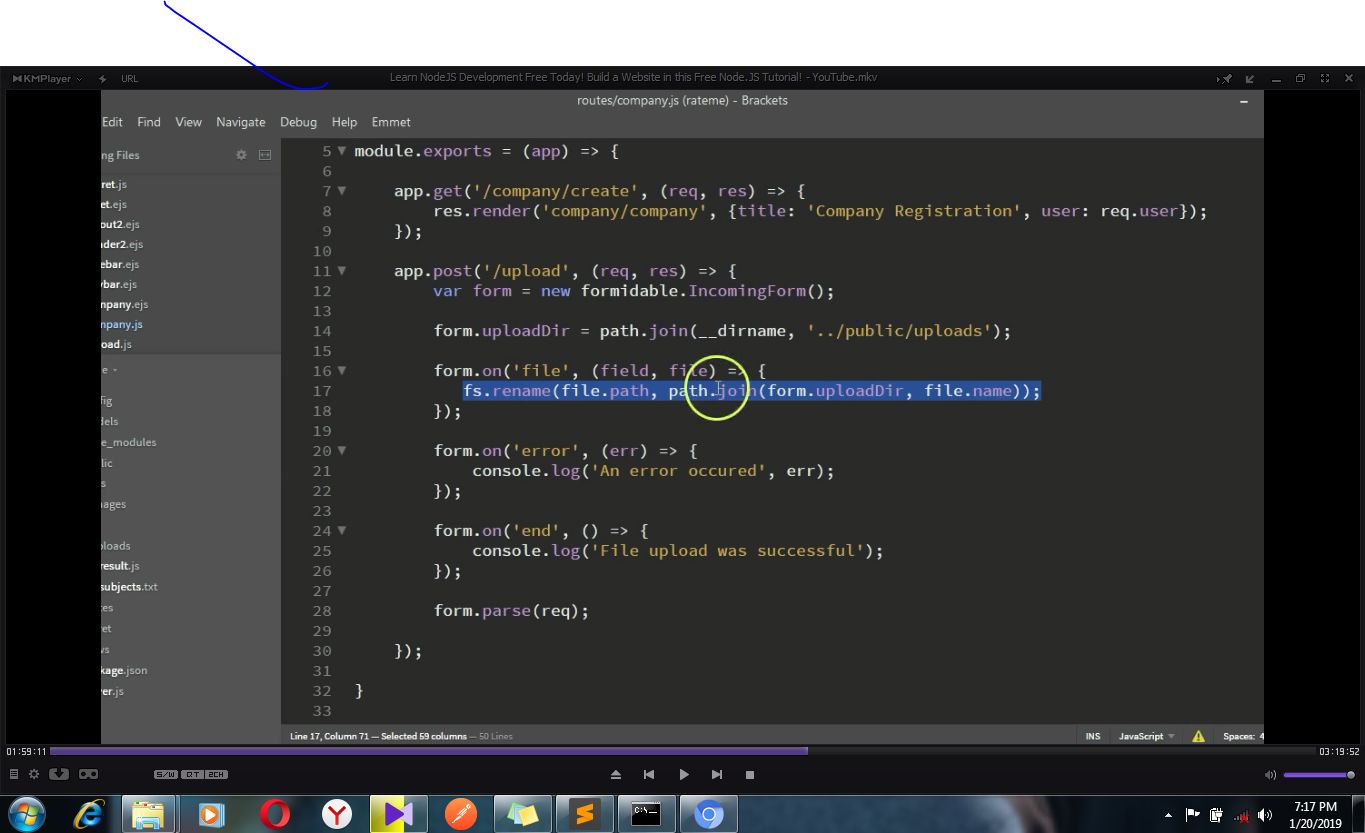 KMPlayer URL Learn NodeJS Development Free Today! Build a Website in this Free Node.JS Tutorial! - YouTube.mkv
routes/company.js (rateme) - Brackets
Edit Find View Navigate Debug Help Emmet
ng Files
ret.js
et.ejs
out2.ejs
ader2.ejs
ebar.ejs
vbar.ejs
mpany.ejs
mpany.js
oad.js
e
fig
dels
e_modules
lic
s
nages
ploads
result.js
subjects.txt
tes
ret
vs
kage.json
ver.js
5 module.exports = (app) => {
6
7 app.get('/company/create', (req, res) => {
8 res.render('company/company', {title: 'Company Registration', user: req.user});
9 });
10
11 app.post('/upload', (req, res) => {
12 var form = new formidable.IncomingForm();
13
14 form.uploadDir = path.join(__dirname, '../public/uploads');
15
16 form.on('file', (field, file) => {
17 fs.rename(file.path, path.join(form.uploadDir, file.name));
18 });
19
20 form.on('error', (err) => {
21 console.log('An error occured', err);
22 });
23
24 form.on('end', () => {
25 console.log('File upload was successful');
26 });
27
28 form.parse(req);
29
30 });
31
32 }
33
Line 17, Column 71 — Selected 59 columns — 50 Lines INS JavaScript Spaces: 4
01:59:11 03:19:52
S/W RT 2CH
C:\_
7:17 PM
1/20/2019